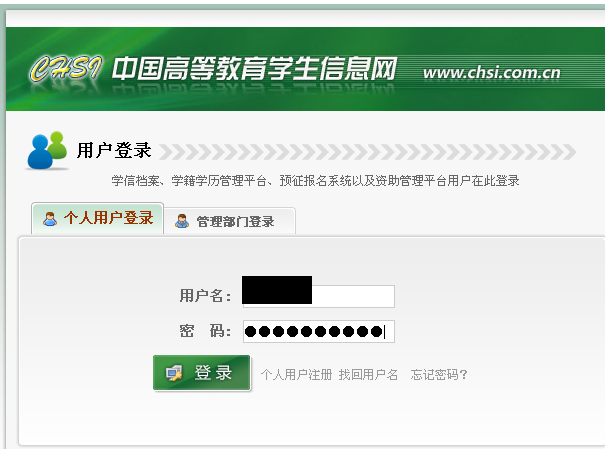 CHSI 中国高等教育学生信息网 www.chsi.com.cn
用户登录
学信档案、学籍学历管理平台、预征报名系统以及资助管理平台用户在此登录
个人用户登录 管理部门登录
用户名：
密 码： ●●●●●●●●●●
登录 个人用户注册 找回用户名 忘记密码？